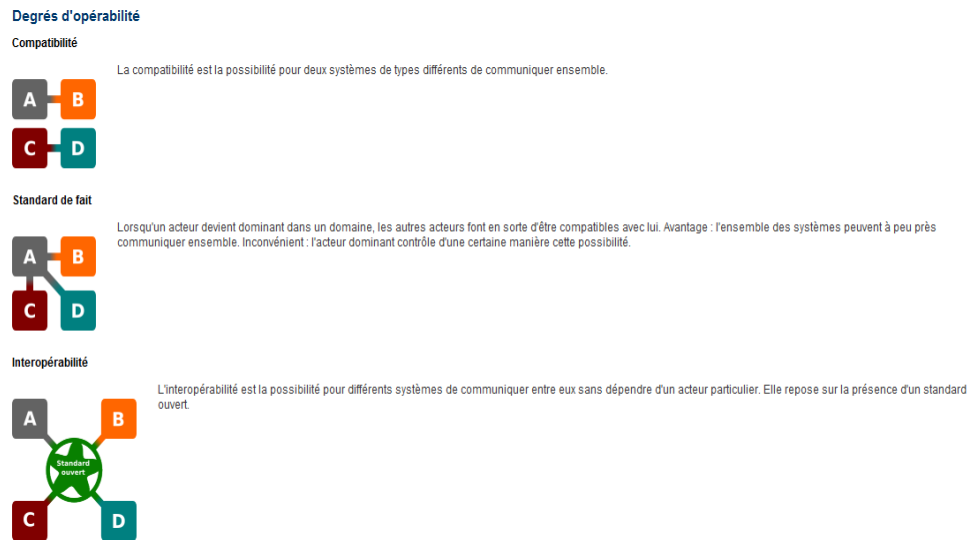 Degrés d'opérabilité
Compatibilité
La compatibilité est la possibilité pour deux systèmes de types différents de communiquer ensemble.
A B
C D
Standard de fait
Lorsqu'un acteur devient dominant dans un domaine, les autres acteurs font en sorte d'être compatibles avec lui. Avantage : l'ensemble des systèmes peuvent à peu près
communiquer ensemble. Inconvénient : l'acteur dominant contrôle d'une certaine manière cette possibilité.
A B
C D
Interopérabilité
L'interopérabilité est la possibilité pour différents systèmes de communiquer entre eux sans dépendre d'un acteur particulier. Elle repose sur la présence d'un standard
ouvert.
A B
Standard
ouvert
C D